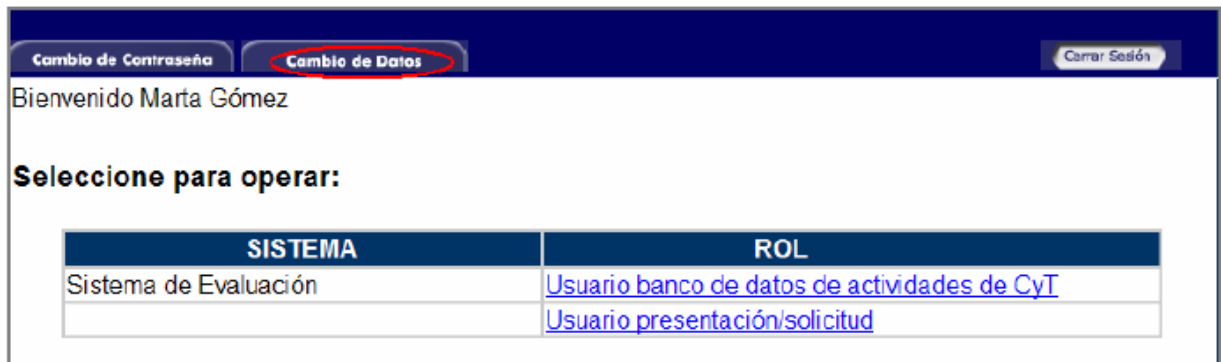 Cambio de Contraseña Cambio de Datos Cerrar Sesión
Bienvenido Marta Gómez
Seleccione para operar:
SISTEMA ROL
Sistema de Evaluación Usuario banco de datos de actividades de CyT
Usuario presentación/solicitud